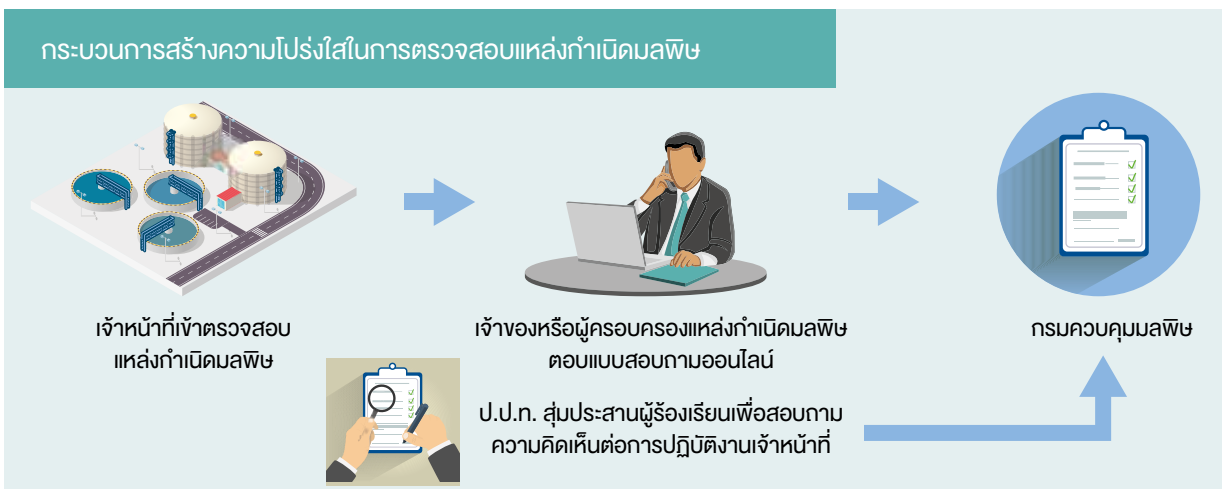 กระบวนการสร้างความโปร่งใสในการตรวจสอบแหล่งกำเนิดมลพิษ
เจ้าหน้าที่เข้าตรวจสอบ
แหล่งกำเนิดมลพิษ
เจ้าของหรือผู้ครอบครองแหล่งกำเนิดมลพิษ
ตอบแบบสอบถามออนไลน์
กรมควบคุมมลพิษ
ป.ป.ท. สุ่มประสานผู้ร้องเรียนเพื่อสอบถาม
ความคิดเห็นต่อการปฏิบัติงานเจ้าหน้าที่